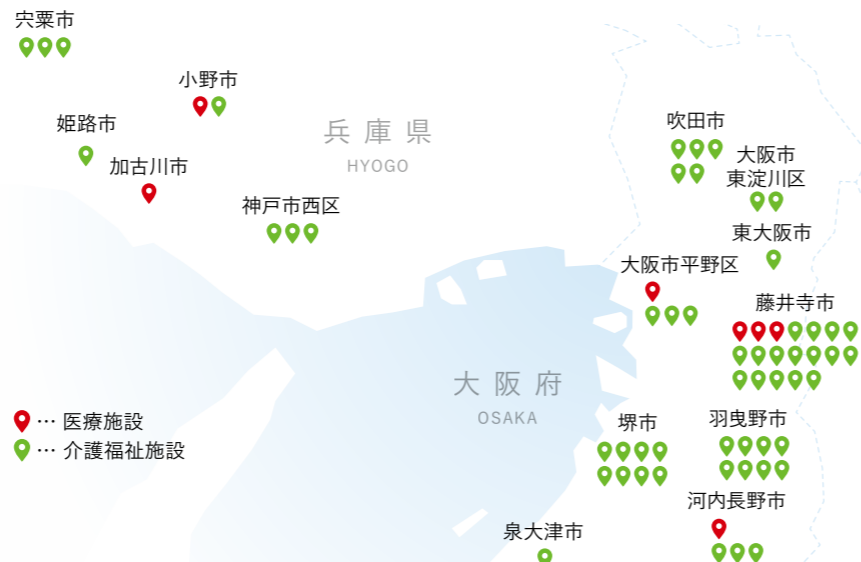 宍粟市
小野市
姫路市
加古川市
兵庫県
HYOGO
神戸市西区
吹田市
大阪市
東淀川区
東大阪市
大阪市平野区
藤井寺市
大阪府
OSAKA
堺市
羽曳野市
河内長野市
泉大津市
… 医療施設
… 介護福祉施設